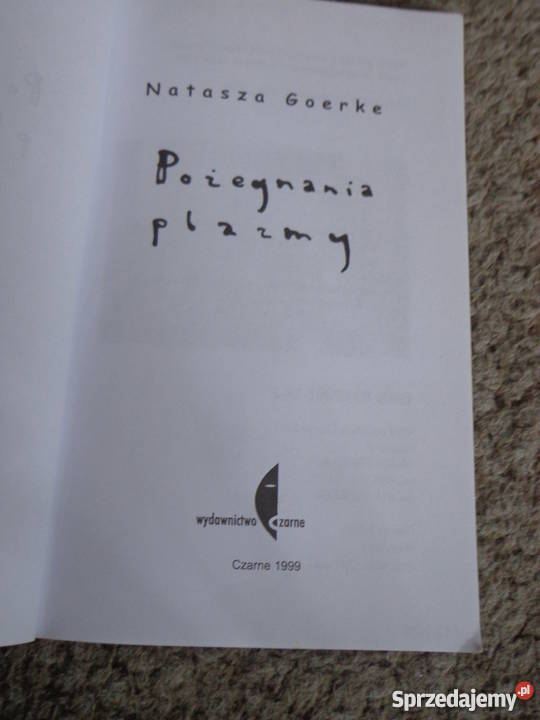 Natasza Goerke
Pożegnania
plazmy
wydawnictwo Czarne
Czarne 1999
Sprzedajemy.pl